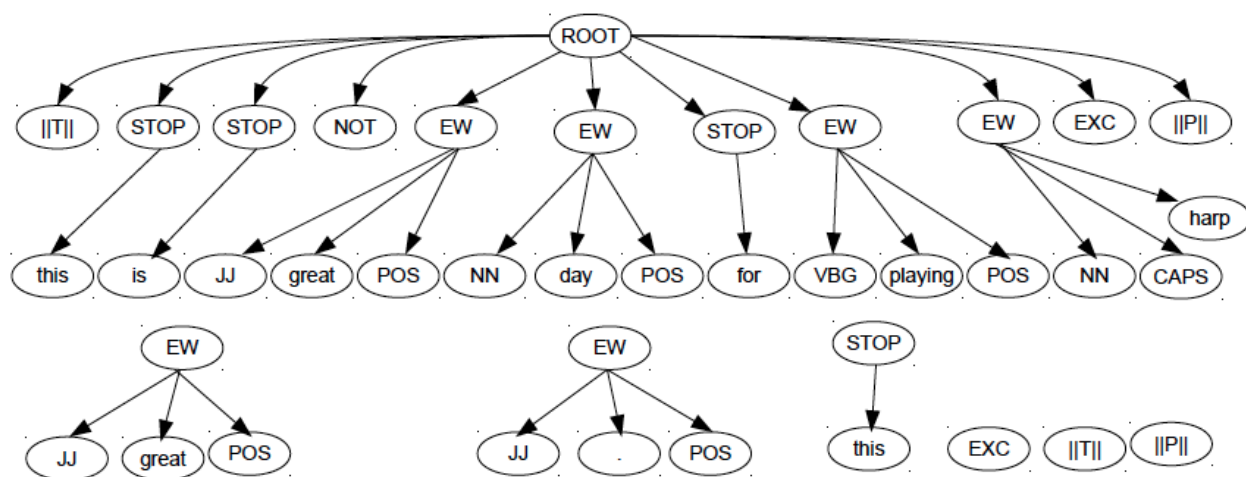 ROOT
||T|| STOP STOP NOT EW EW STOP EW EW EXC ||P||
harp
this is JJ great POS NN day POS for VBG playing POS NN CAPS
EW EW STOP
JJ great POS JJ . POS this EXC ||T|| ||P||